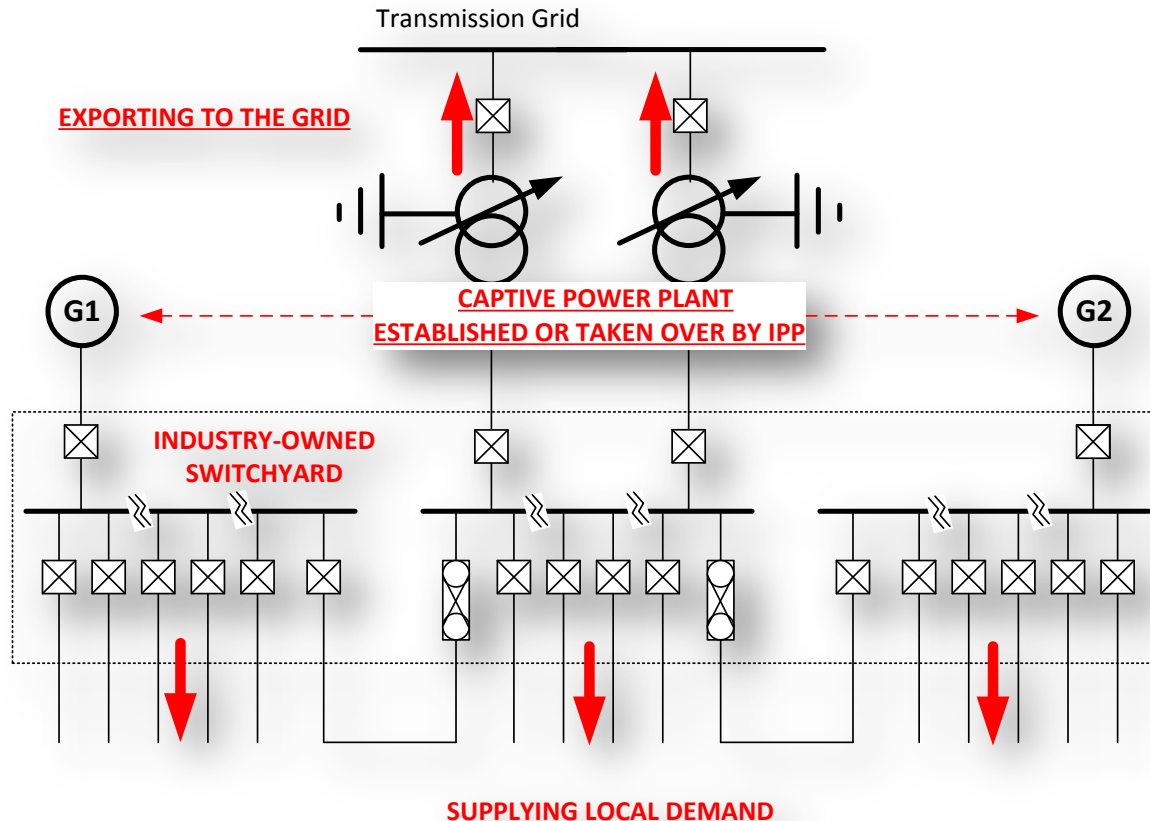 Transmission Grid
EXPORTING TO THE GRID
CAPTIVE POWER PLANT
ESTABLISHED OR TAKEN OVER BY IPP
G1
G2
INDUSTRY-OWNED
SWITCHYARD
SUPPLYING LOCAL DEMAND